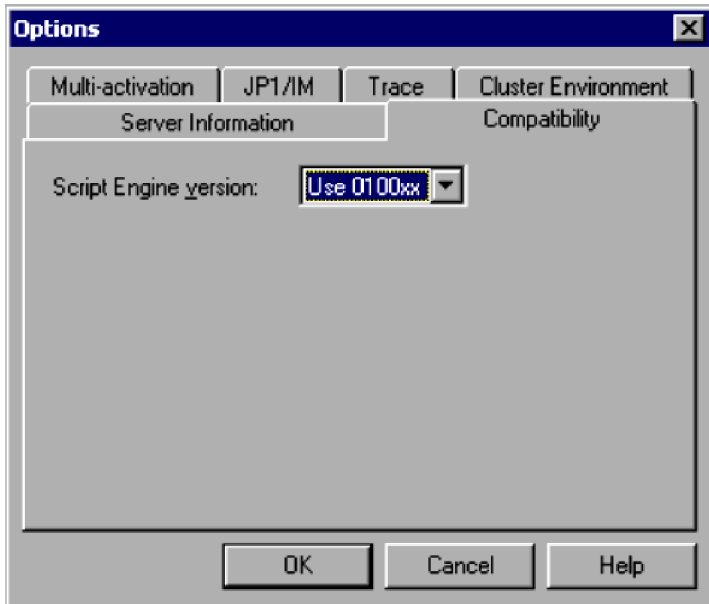 Options
Multi-activation JP1/IM Trace Cluster Environment
Server Information Compatibility
Script Engine version: Use 0100xx
OK Cancel Help